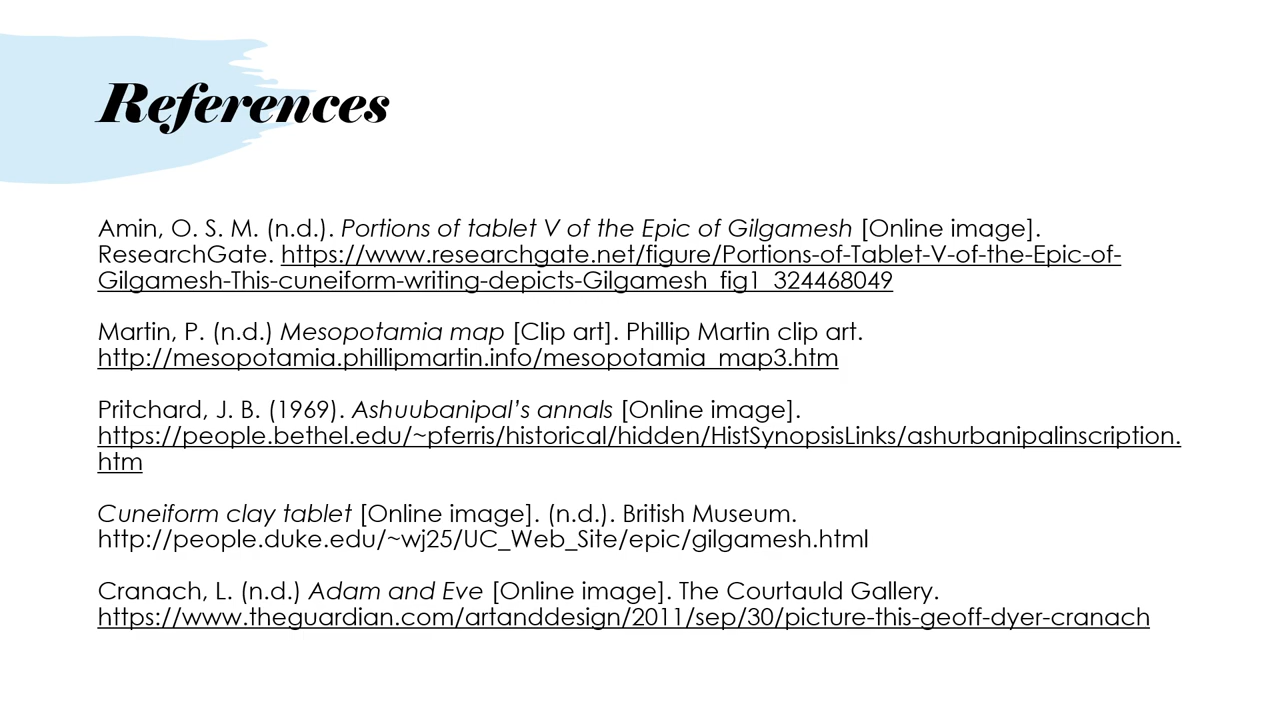 References
Amin, O. S. M. (n.d.). Portions of tablet V of the Epic of Gilgamesh [Online image].
ResearchGate. https://www.researchgate.net/figure/Portions-of-Tablet-V-of-the-Epic-of-
Gilgamesh-This-cuneiform-writing-depicts-Gilgamesh_fig1_324468049
Martin, P. (n.d.) Mesopotamia map [Clip art]. Phillip Martin clip art.
http://mesopotamia.phillipmartin.info/mesopotamia_map3.htm
Pritchard, J. B. (1969). Ashuubanipal’s annals [Online image].
https://people.bethel.edu/~pferris/historical/hidden/HistSynopsisLinks/ashurbanipalinscription.
htm
Cuneiform clay tablet [Online image]. (n.d.). British Museum.
http://people.duke.edu/~wj25/UC_Web_Site/epic/gilgamesh.html
Cranach, L. (n.d.) Adam and Eve [Online image]. The Courtauld Gallery.
https://www.theguardian.com/artanddesign/2011/sep/30/picture-this-geoff-dyer-cranach